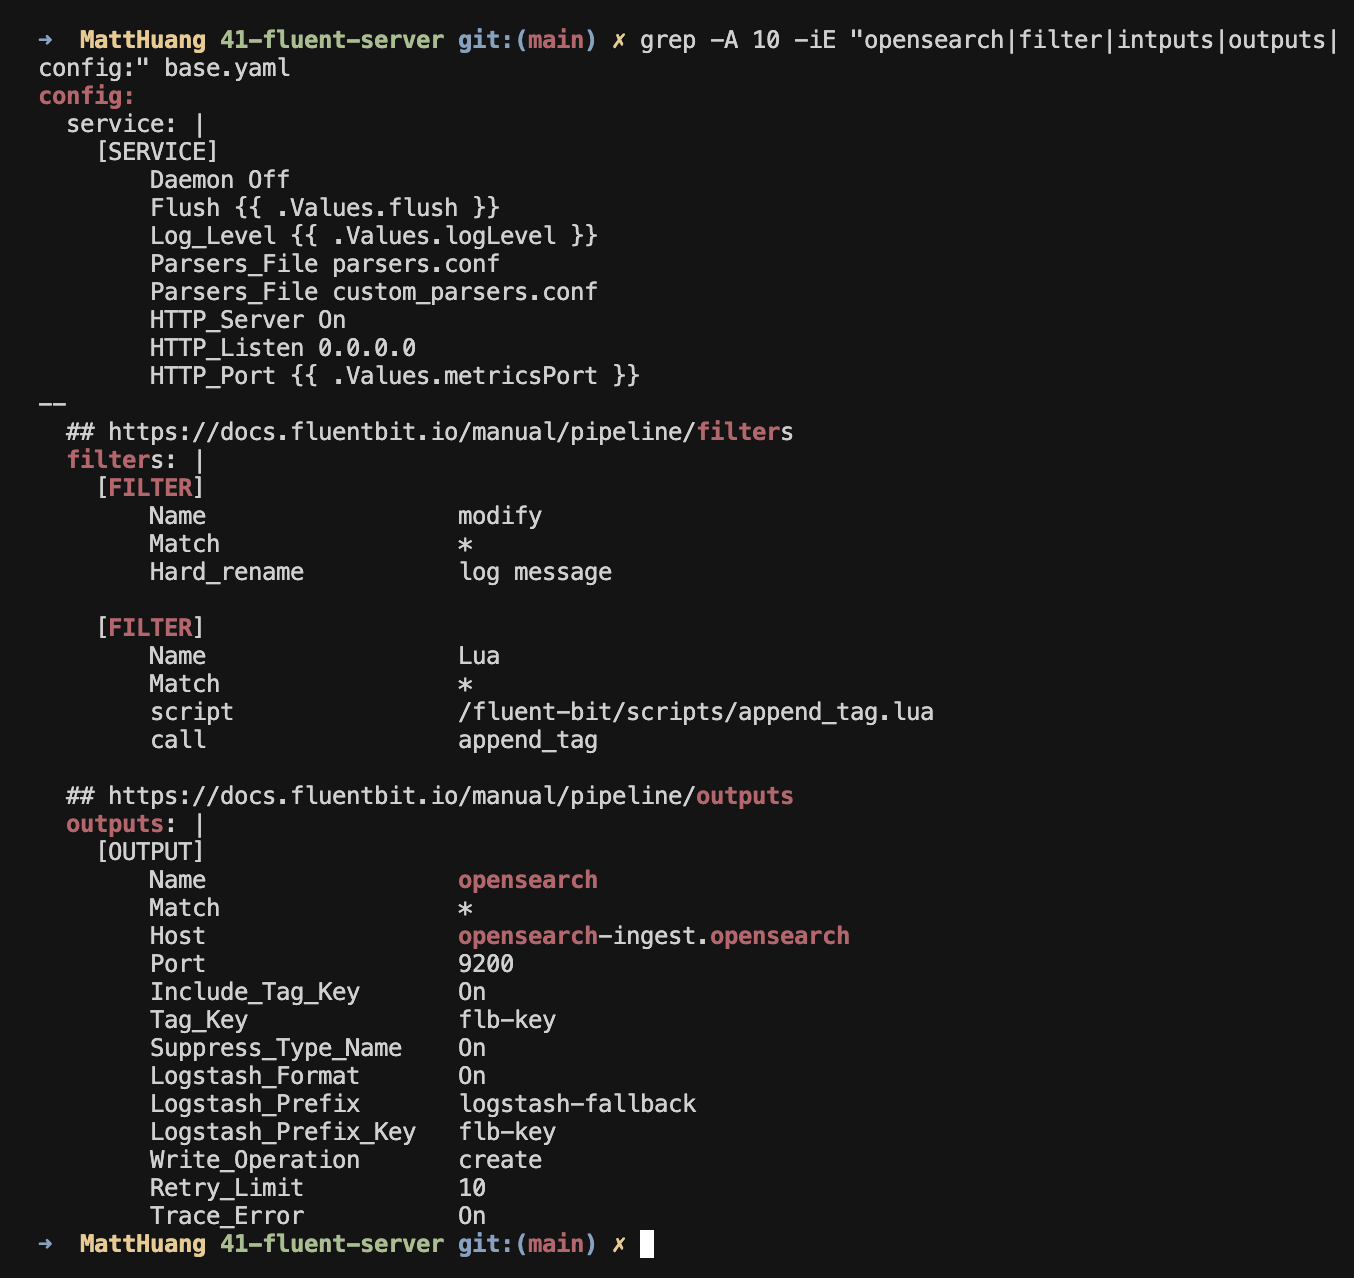 ➜  MattHuang 41-fluent-server git:(main) ✗ grep -A 10 -iE "opensearch|filter|intputs|outputs|
config:" base.yaml
config:
  service: |
    [SERVICE]
        Daemon Off
        Flush {{ .Values.flush }}
        Log_Level {{ .Values.logLevel }}
        Parsers_File parsers.conf
        Parsers_File custom_parsers.conf
        HTTP_Server On
        HTTP_Listen 0.0.0.0
        HTTP_Port {{ .Values.metricsPort }}
--
  ## https://docs.fluentbit.io/manual/pipeline/filters
  filters: |
    [FILTER]
        Name                  modify
        Match                 *
        Hard_rename           log message

    [FILTER]
        Name                  Lua
        Match                 *
        script                /fluent-bit/scripts/append_tag.lua
        call                  append_tag

  ## https://docs.fluentbit.io/manual/pipeline/outputs
  outputs: |
    [OUTPUT]
        Name                  opensearch
        Match                 *
        Host                  opensearch-ingest.opensearch
        Port                  9200
        Include_Tag_Key       On
        Tag_Key               flb-key
        Suppress_Type_Name    On
        Logstash_Format       On
        Logstash_Prefix       logstash-fallback
        Logstash_Prefix_Key   flb-key
        Write_Operation       create
        Retry_Limit           10
        Trace_Error           On
➜  MattHuang 41-fluent-server git:(main) ✗